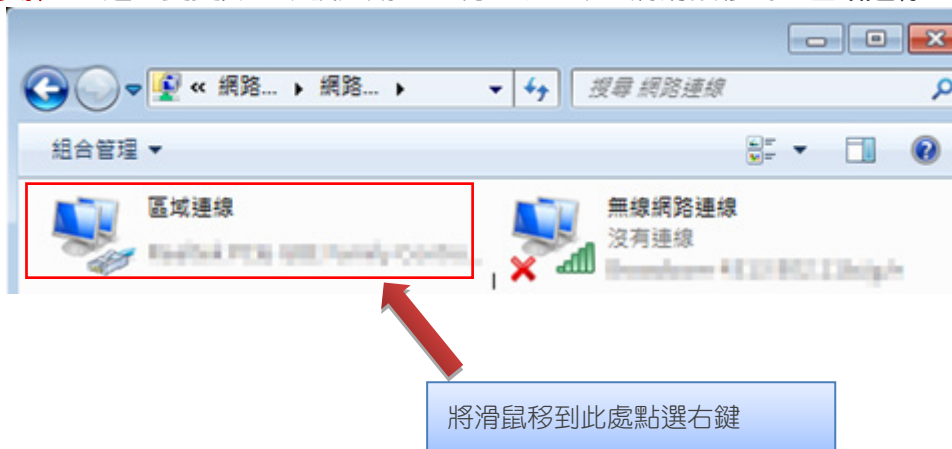 « 網路... ▸ 網路... ▸
搜尋 網路連線
組合管理
區域連線
無線網路連線
沒有連線
將滑鼠移到此處點選右鍵